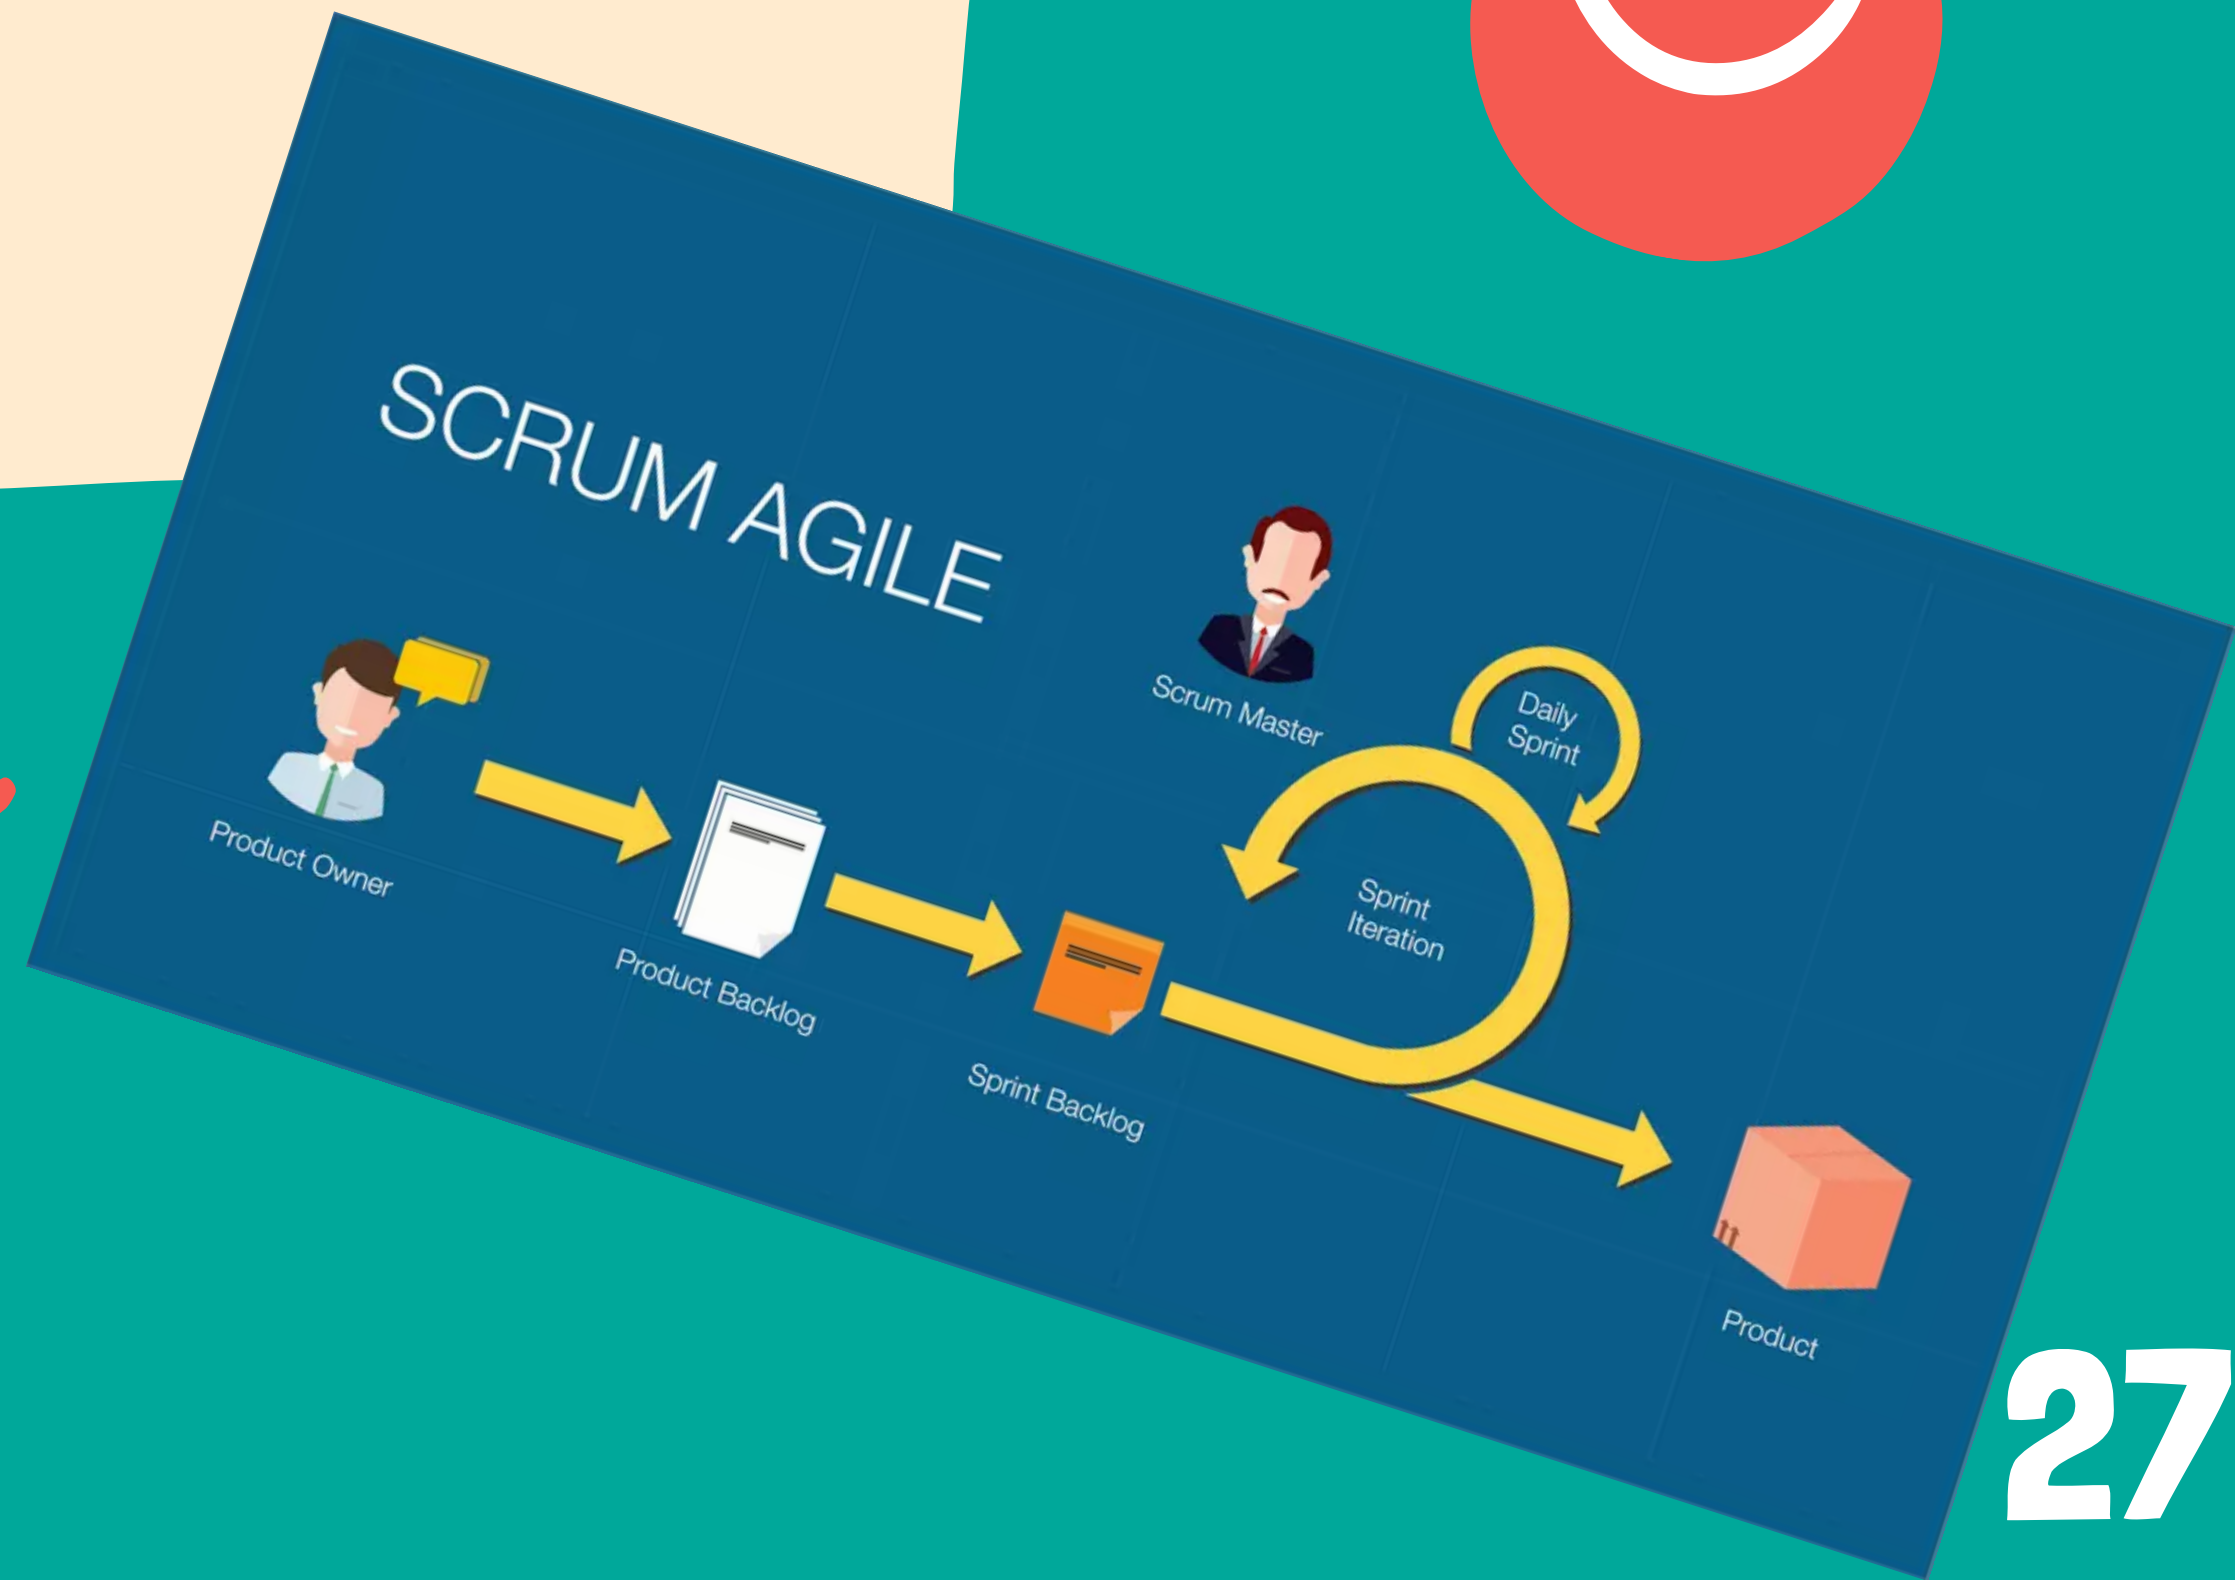 SCRUM AGILE
Scrum Master
Daily
Sprint
Product Owner
Sprint
Iteration
Product Backlog
Sprint Backlog
Product
27